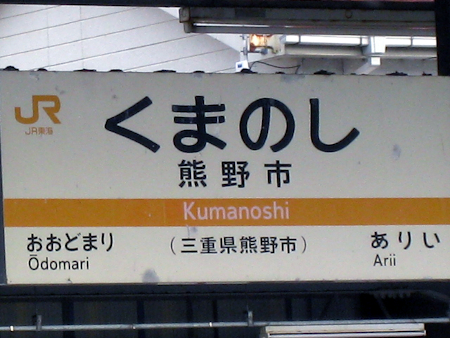 JR
JR東海
くまのし
熊野市
Kumanoshi
おおどまり
Ōdomari
(三重県熊野市)
ありい
Arii